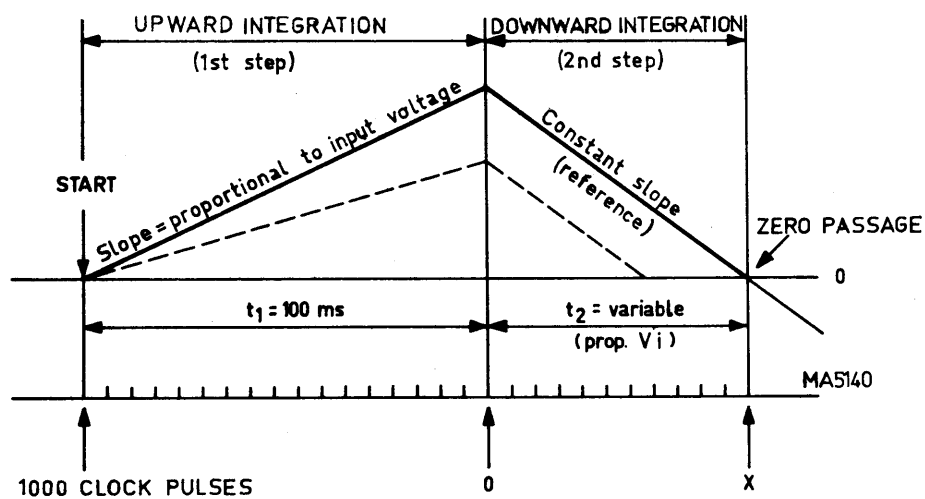 UPWARD INTEGRATION
(1st step)
DOWNWARD INTEGRATION
(2nd step)
START
Slope = proportional to input voltage
Constant slope
(reference)
ZERO PASSAGE
0
t₁ = 100 ms
t₂ = variable
(prop. Vi)
MA5140
1000 CLOCK PULSES
0
X